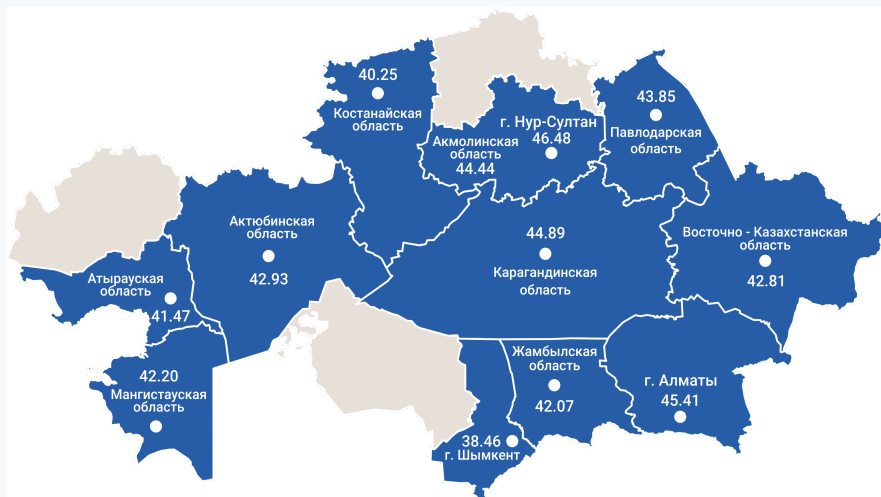 40.25
Костанайская
область
г. Нур-Султан
46.48
Акмолинская
область
44.44
43.85
Павлодарская
область
Актюбинская
область
42.93
44.89
Карагандинская
область
Восточно - Казахстанская
область
42.81
Атырауская
область
41.47
42.20
Мангистауская
область
Жамбылская
область
42.07
г. Алматы
45.41
38.46
г. Шымкент